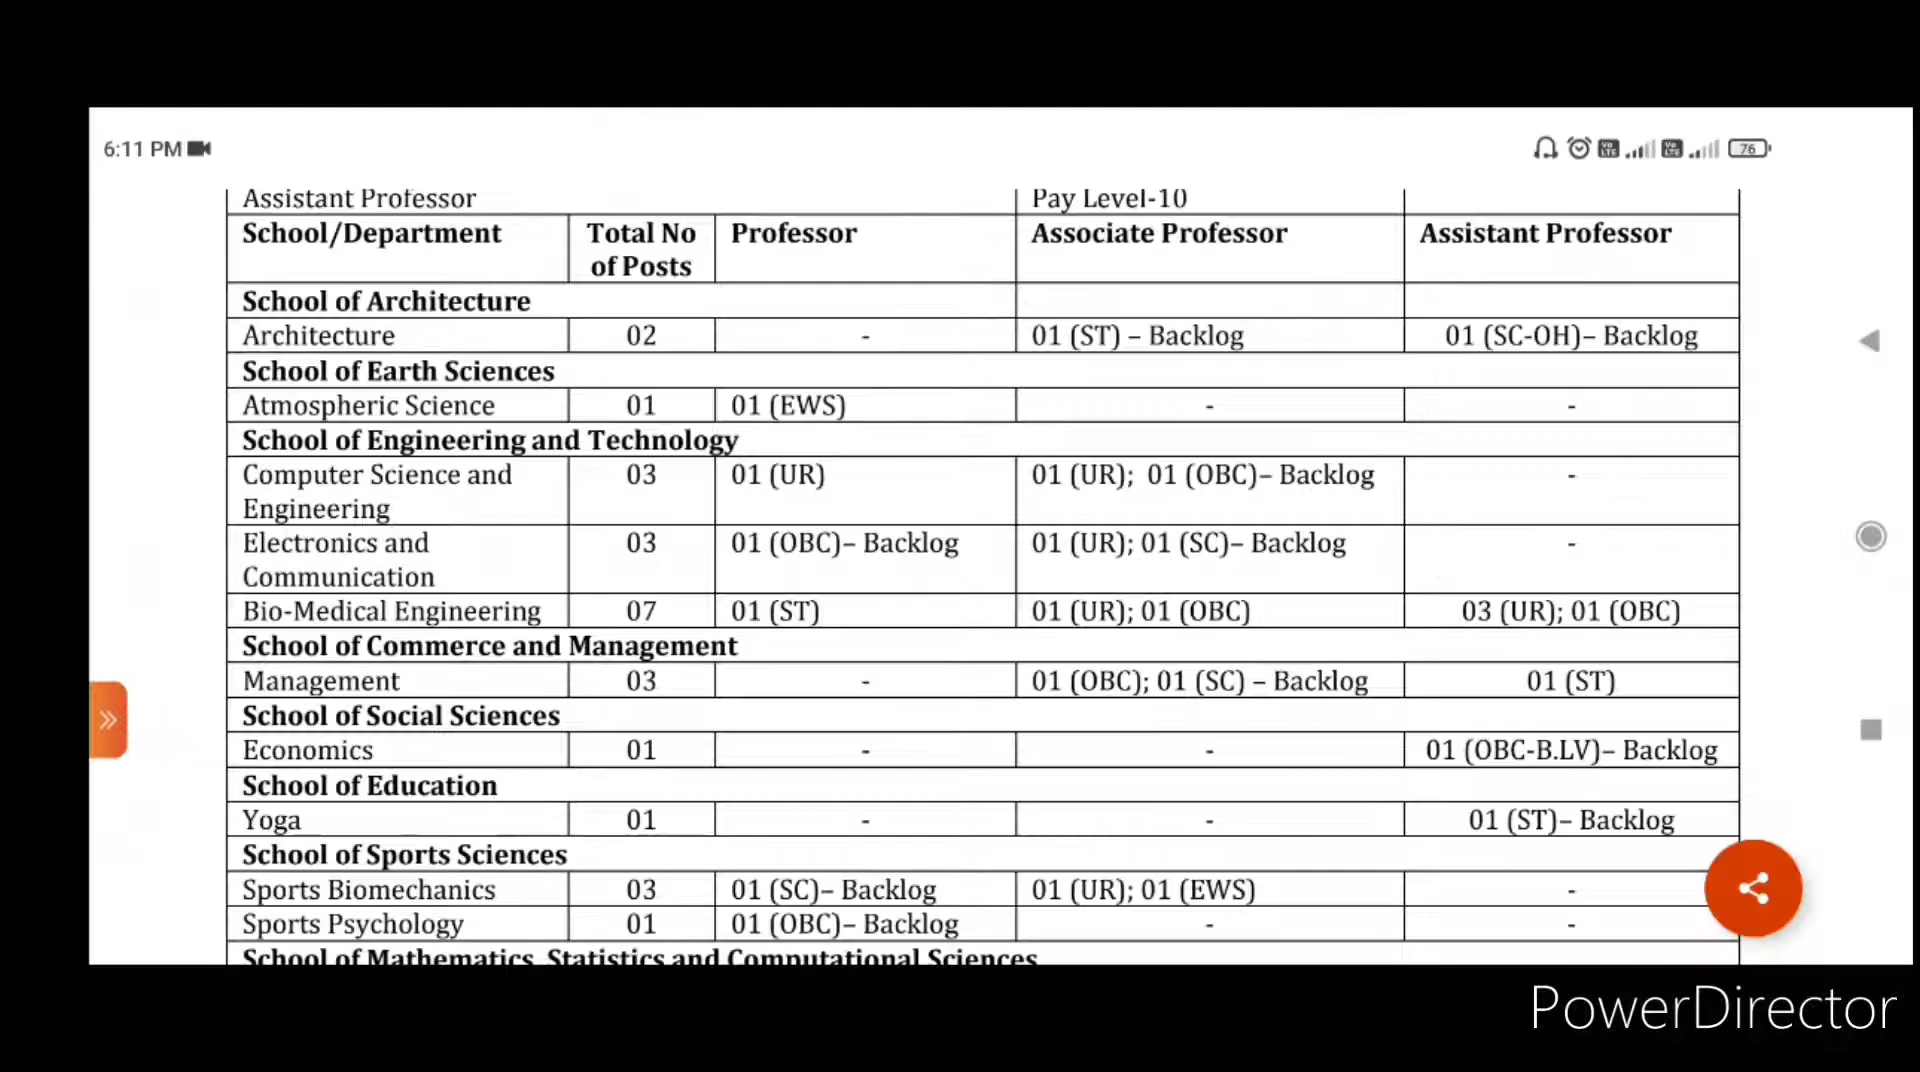 6:11 PM
76
Assistant Professor Pay Level-10
School/Department Total No Professor Associate Professor Assistant Professor
of Posts
School of Architecture
Architecture 02 - 01 (ST) – Backlog 01 (SC-OH)– Backlog
School of Earth Sciences
Atmospheric Science 01 01 (EWS) - -
School of Engineering and Technology
Computer Science and 03 01 (UR) 01 (UR); 01 (OBC)– Backlog -
Engineering
Electronics and 03 01 (OBC)– Backlog 01 (UR); 01 (SC)– Backlog -
Communication
Bio-Medical Engineering 07 01 (ST) 01 (UR); 01 (OBC) 03 (UR); 01 (OBC)
School of Commerce and Management
Management 03 - 01 (OBC); 01 (SC) – Backlog 01 (ST)
School of Social Sciences
Economics 01 - - 01 (OBC-B.LV)– Backlog
School of Education
Yoga 01 - - 01 (ST)– Backlog
School of Sports Sciences
Sports Biomechanics 03 01 (SC)– Backlog 01 (UR); 01 (EWS) -
Sports Psychology 01 01 (OBC)– Backlog - -
School of Mathematics, Statistics and Computational Sciences
PowerDirector